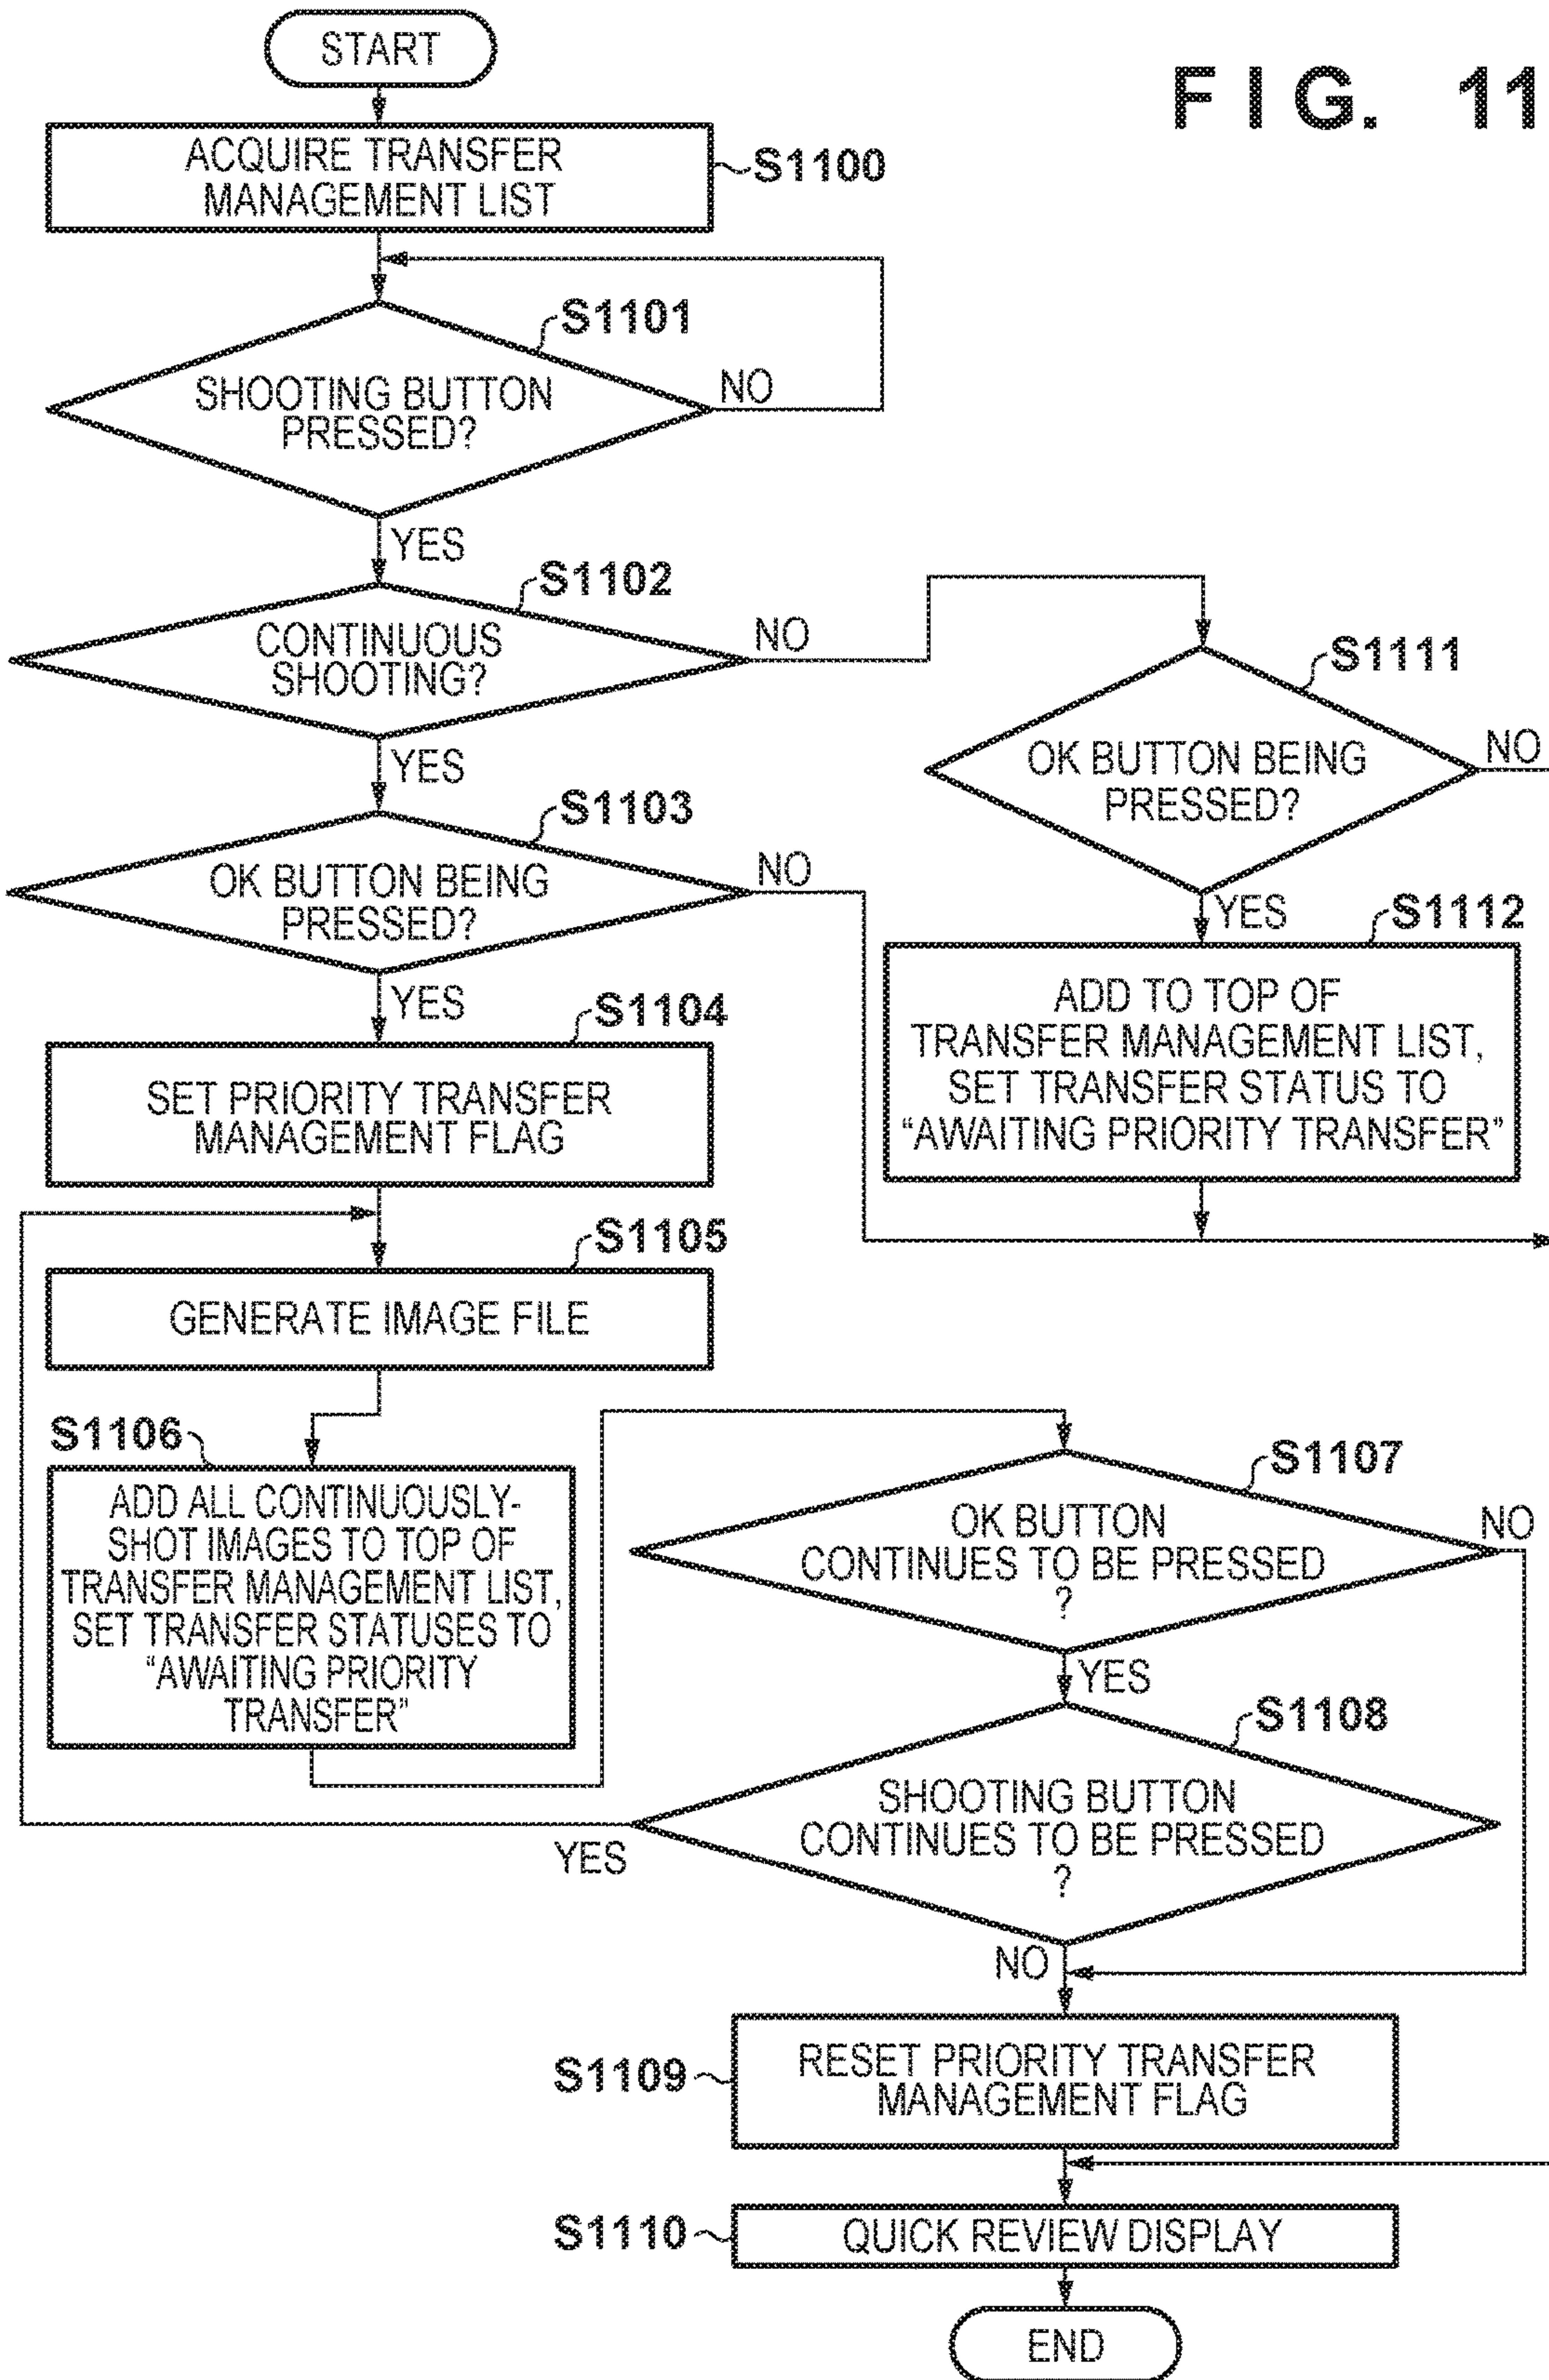 START
FIG. 11
ACQUIRE TRANSFER
MANAGEMENT LIST
S1100
S1101
SHOOTING BUTTON
PRESSED?
NO
YES
S1102
CONTINUOUS
SHOOTING?
NO
YES
S1111
OK BUTTON BEING
PRESSED?
NO
YES
S1103
OK BUTTON BEING
PRESSED?
NO
YES
S1112
ADD TO TOP OF
TRANSFER MANAGEMENT LIST,
SET TRANSFER STATUS TO
“AWAITING PRIORITY TRANSFER”
S1104
SET PRIORITY TRANSFER
MANAGEMENT FLAG
S1105
GENERATE IMAGE FILE
S1106
ADD ALL CONTINUOUSLY-
SHOT IMAGES TO TOP OF
TRANSFER MANAGEMENT LIST,
SET TRANSFER STATUSES TO
“AWAITING PRIORITY
TRANSFER”
S1107
OK BUTTON
CONTINUES TO BE PRESSED
?
NO
YES
S1108
SHOOTING BUTTON
CONTINUES TO BE PRESSED
?
YES
NO
S1109
RESET PRIORITY TRANSFER
MANAGEMENT FLAG
S1110
QUICK REVIEW DISPLAY
END